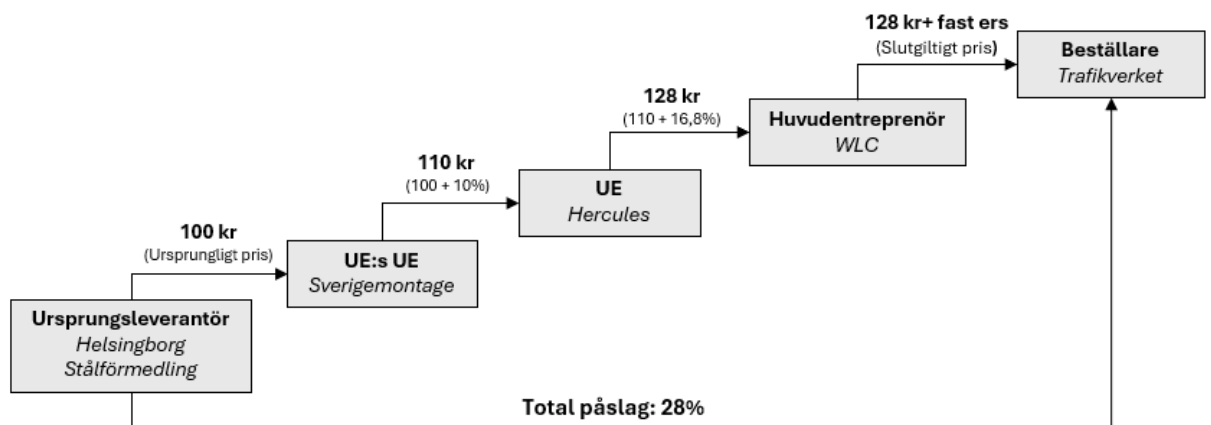 128 kr+ fast ers
(Slutgiltigt pris)
Beställare
Trafikverket
128 kr
(110 + 16,8%)
Huvudentreprenör
WLC
110 kr
(100 + 10%)
UE
Hercules
100 kr
(Ursprungligt pris)
UE:s UE
Sverigemontage
Ursprungsleverantör
Helsingborg
Stålförmedling
Total påslag: 28%